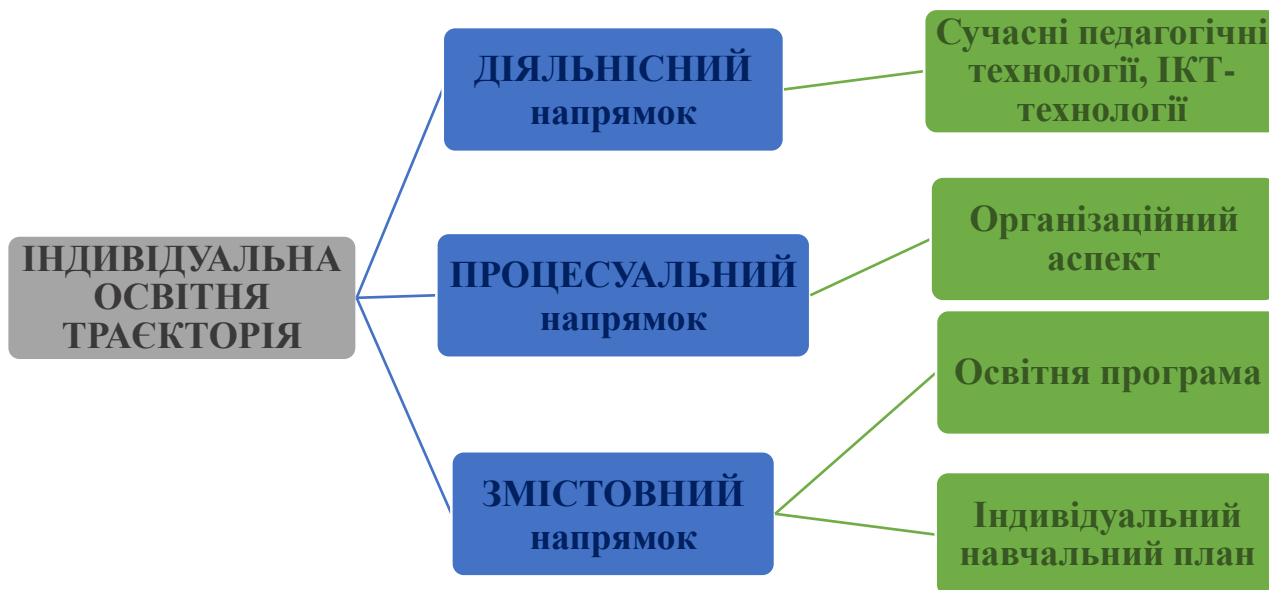 ІНДИВІДУАЛЬНА
ОСВІТНЯ
ТРАЄКТОРІЯ
ДІЯЛЬНІСНИЙ
напрямок
Сучасні педагогічні
технології, ІКТ-
технології
ПРОЦЕСУАЛЬНИЙ
напрямок
Організаційний
аспект
ЗМІСТОВНИЙ
напрямок
Освітня програма
Індивідуальний
навчальний план